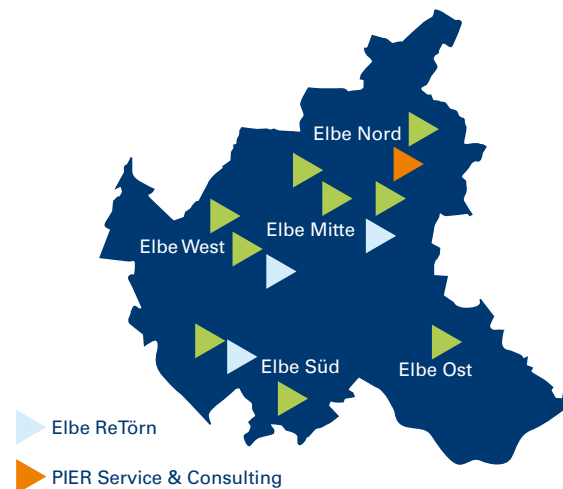 Elbe Nord
Elbe Mitte
Elbe West
Elbe Süd
Elbe Ost
Elbe ReTörn
PIER Service & Consulting